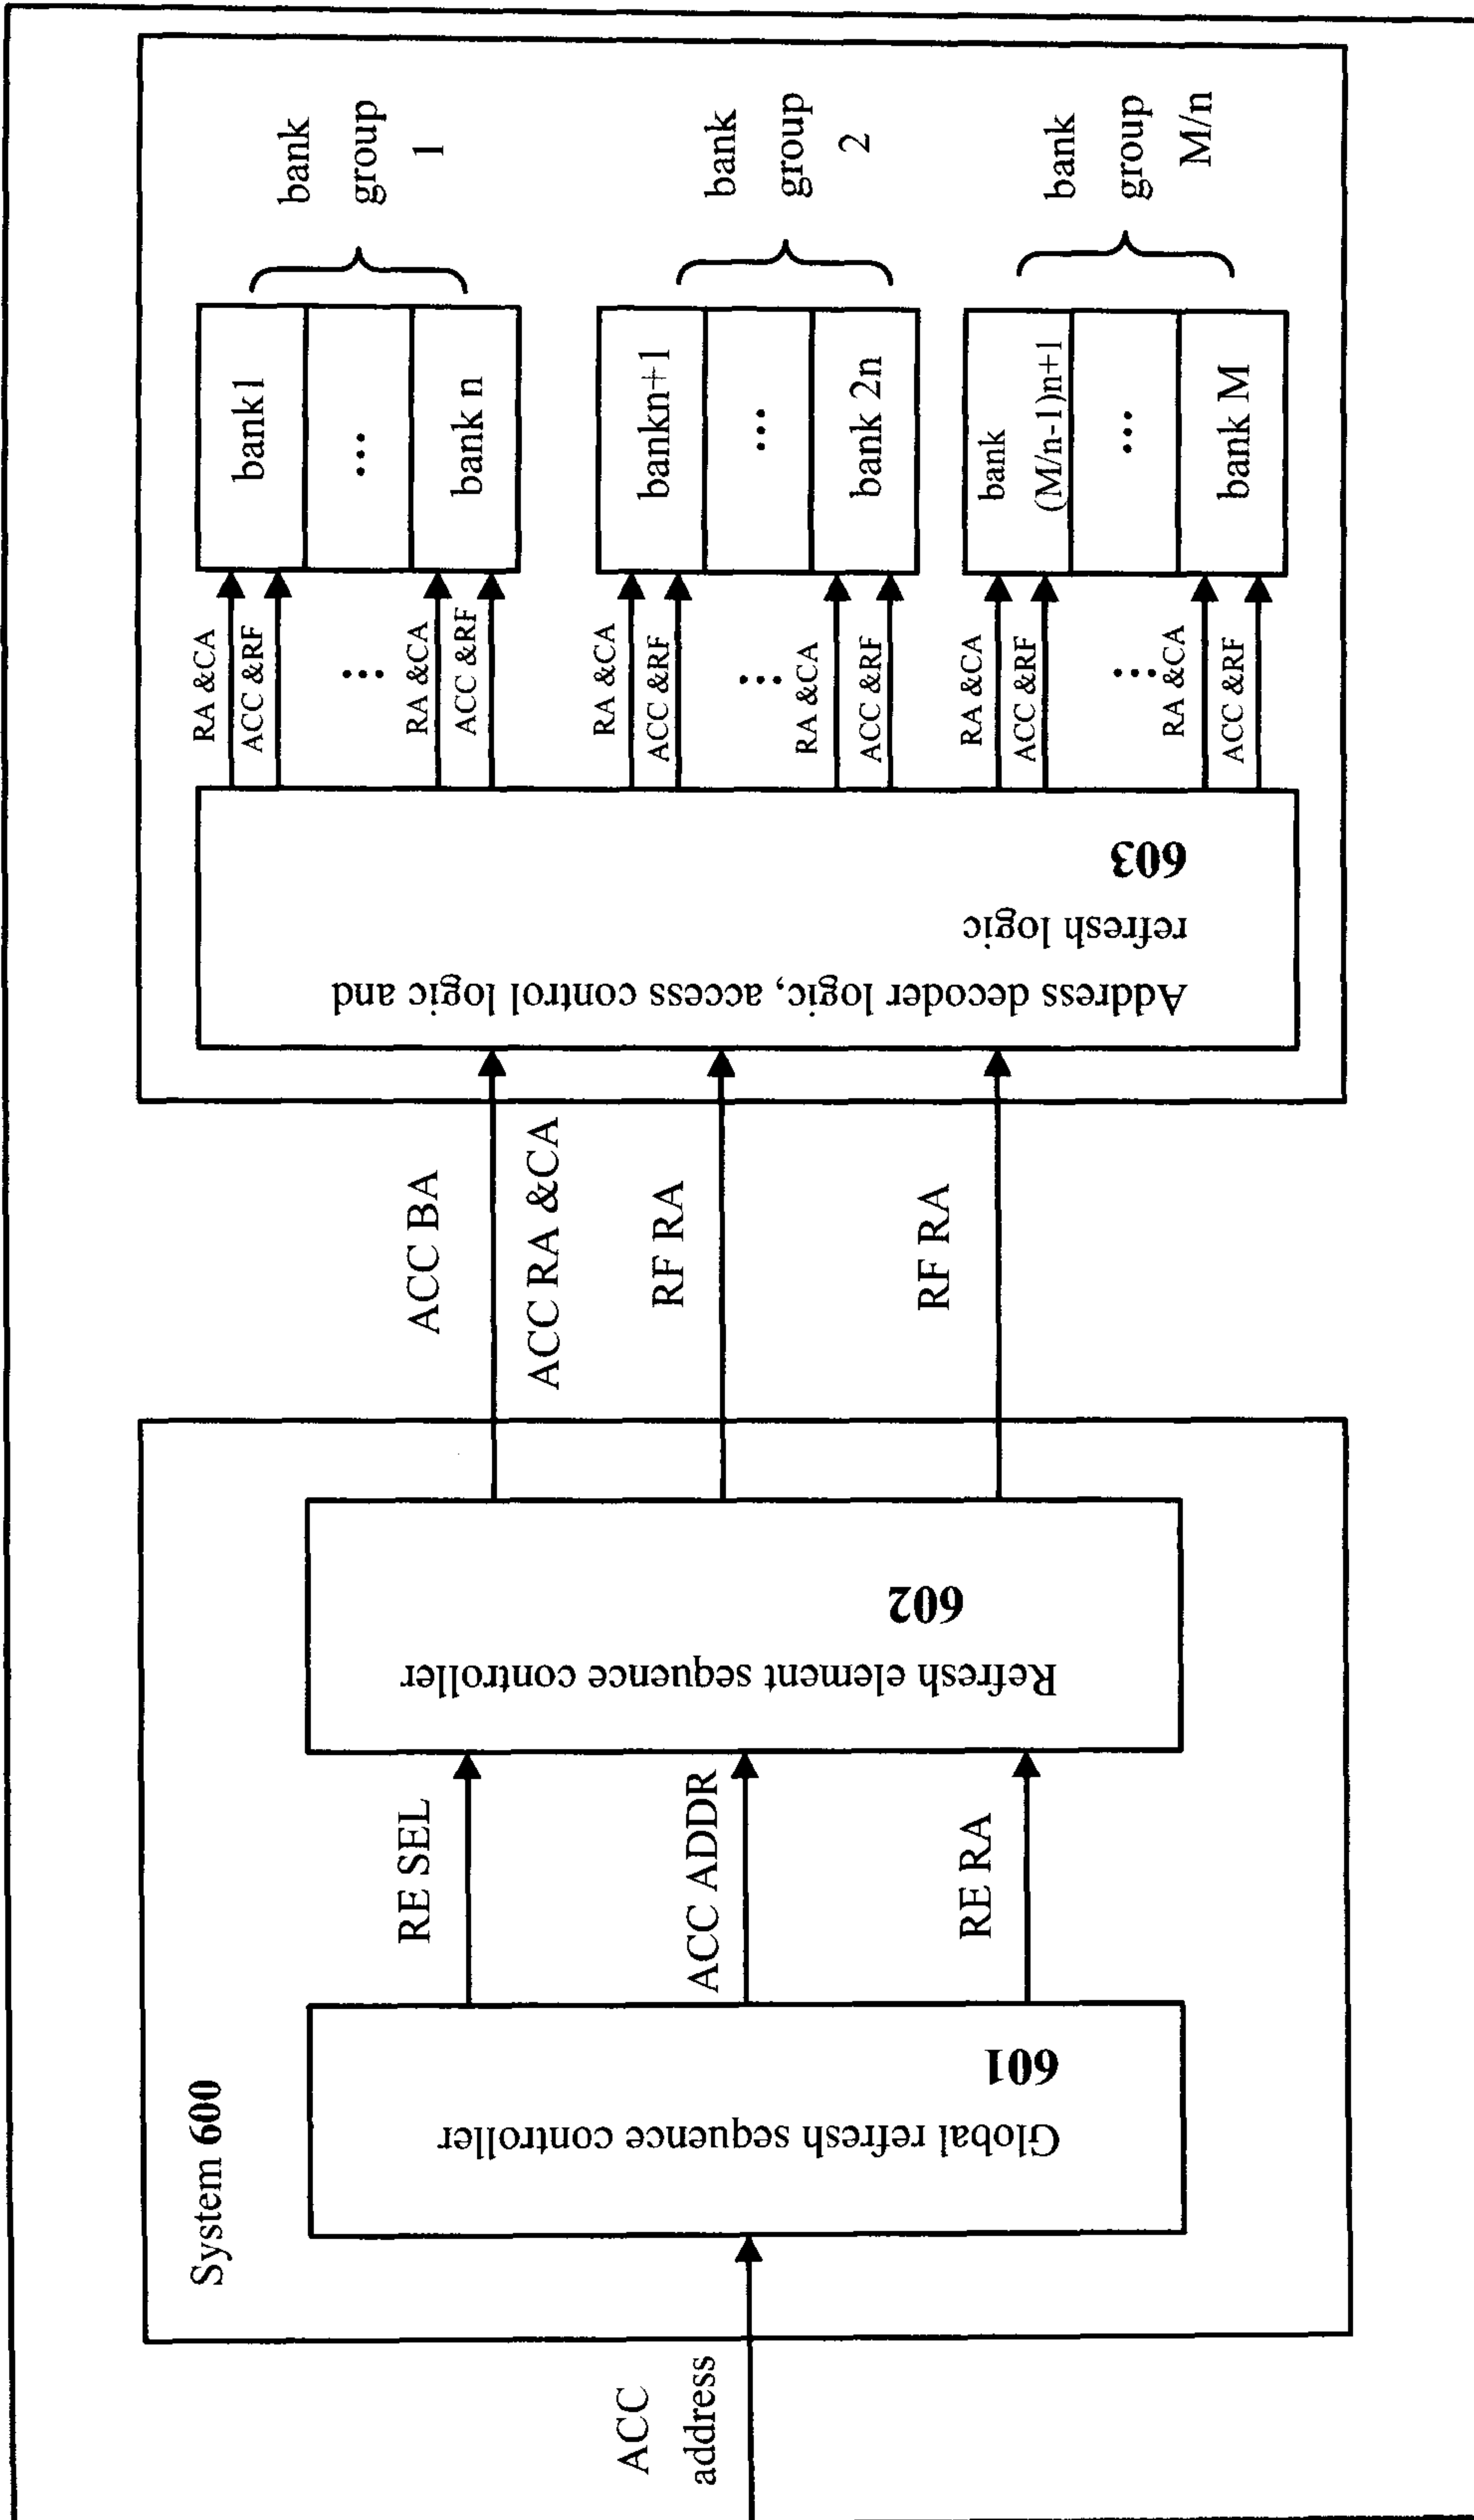 System 600
ACC
address
Global refresh sequence controller
601
RE SEL
ACC ADDR
RE RA
Refresh element sequence controller
602
ACC BA
ACC RA &CA
RF RA
RF RA
Address decoder logic, access control logic and
refresh logic
603
RA &CA
ACC &RF
...
RA &CA
ACC &RF
RA &CA
ACC &RF
...
RA &CA
ACC &RF
RA &CA
ACC &RF
...
RA &CA
ACC &RF
bank1
...
bank n
bankn+1
...
bank 2n
bank
(M/n-1)n+1
...
bank M
bank
group
1
bank
group
2
bank
group
M/n